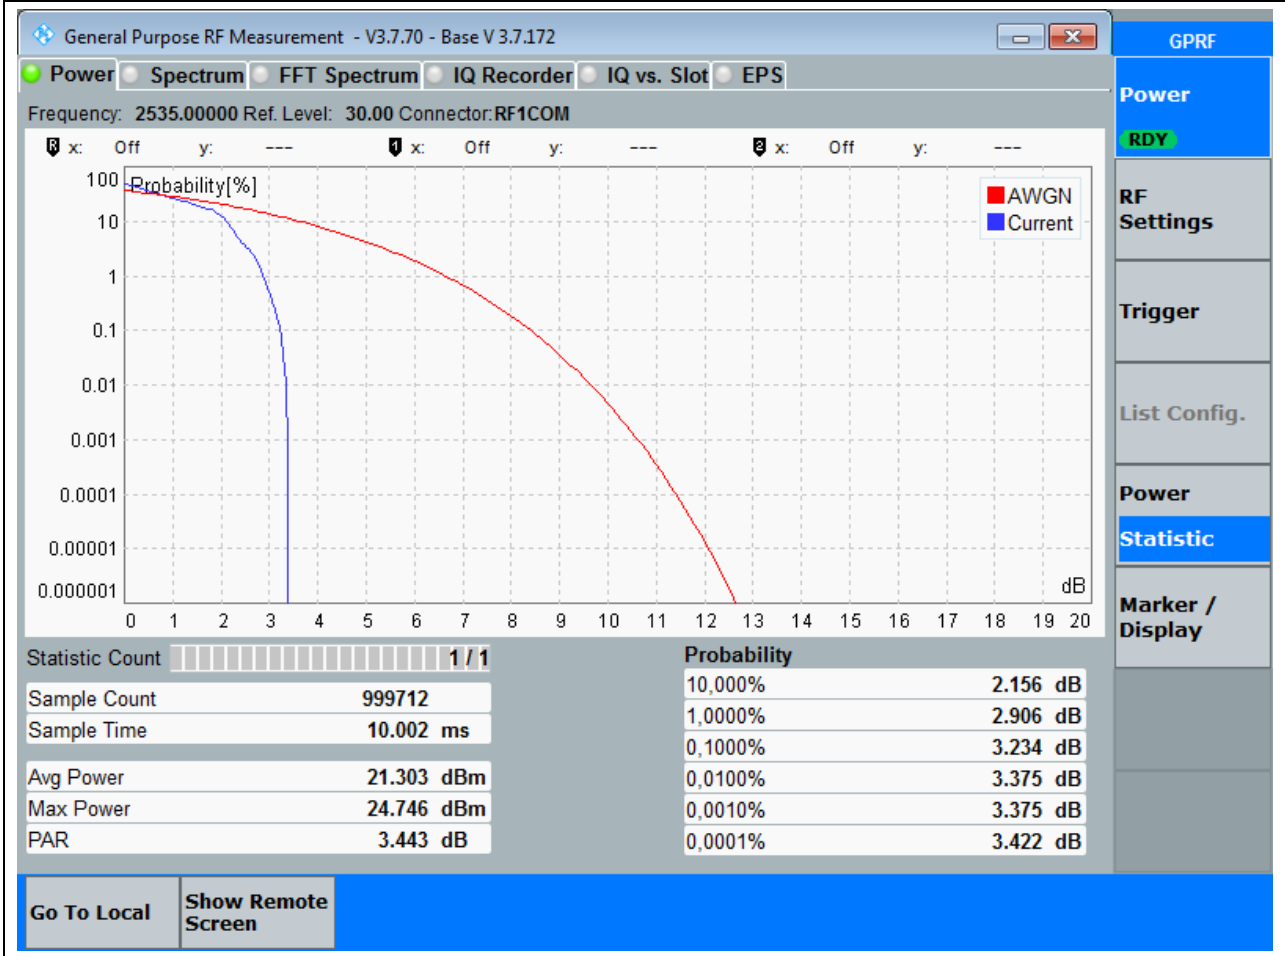 General Purpose RF Measurement - V3.7.70 - Base V 3.7.172
GPRF
Power Spectrum FFT Spectrum IQ Recorder IQ vs. Slot EPS
Frequency: 2535.00000 Ref. Level: 30.00 Connector:RF1COM
R x: Off y: --- 1 x: Off y: --- 2 x: Off y: ---
Probability[%]
AWGN
Current
100
10
1
0.1
0.01
0.001
0.0001
0.00001
0.000001
dB
0 1 2 3 4 5 6 7 8 9 10 11 12 13 14 15 16 17 18 19 20
Statistic Count 1 / 1
Sample Count 999712
Sample Time 10.002 ms
Avg Power 21.303 dBm
Max Power 24.746 dBm
PAR 3.443 dB
Probability
10,000% 2.156 dB
1,0000% 2.906 dB
0,1000% 3.234 dB
0,0100% 3.375 dB
0,0010% 3.375 dB
0,0001% 3.422 dB
Power
RDY
RF
Settings
Trigger
List Config.
Power
Statistic
Marker /
Display
Go To Local
Show Remote
Screen